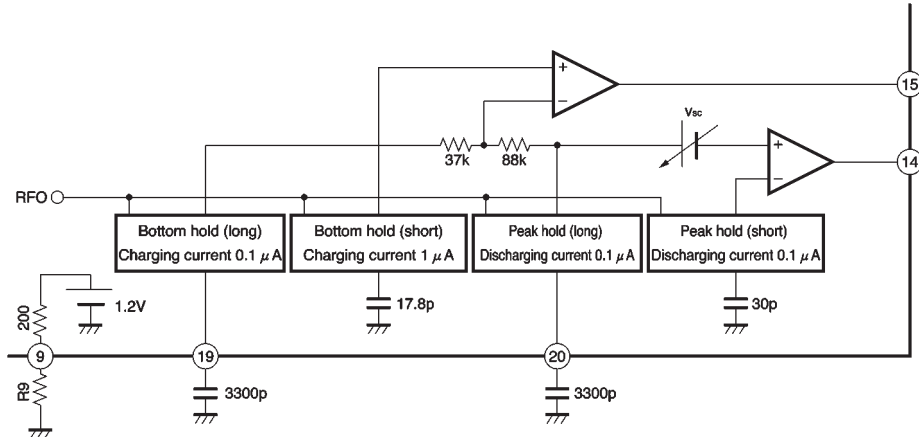 +
−
15
Vsc
37k
88k
+
−
14
RFO
Bottom hold (long)
Charging current 0.1 μA
Bottom hold (short)
Charging current 1 μA
Peak hold (long)
Discharging current 0.1 μA
Peak hold (short)
Discharging current 0.1 μA
200
1.2V
17.8p
30p
9
19
20
R9
3300p
3300p